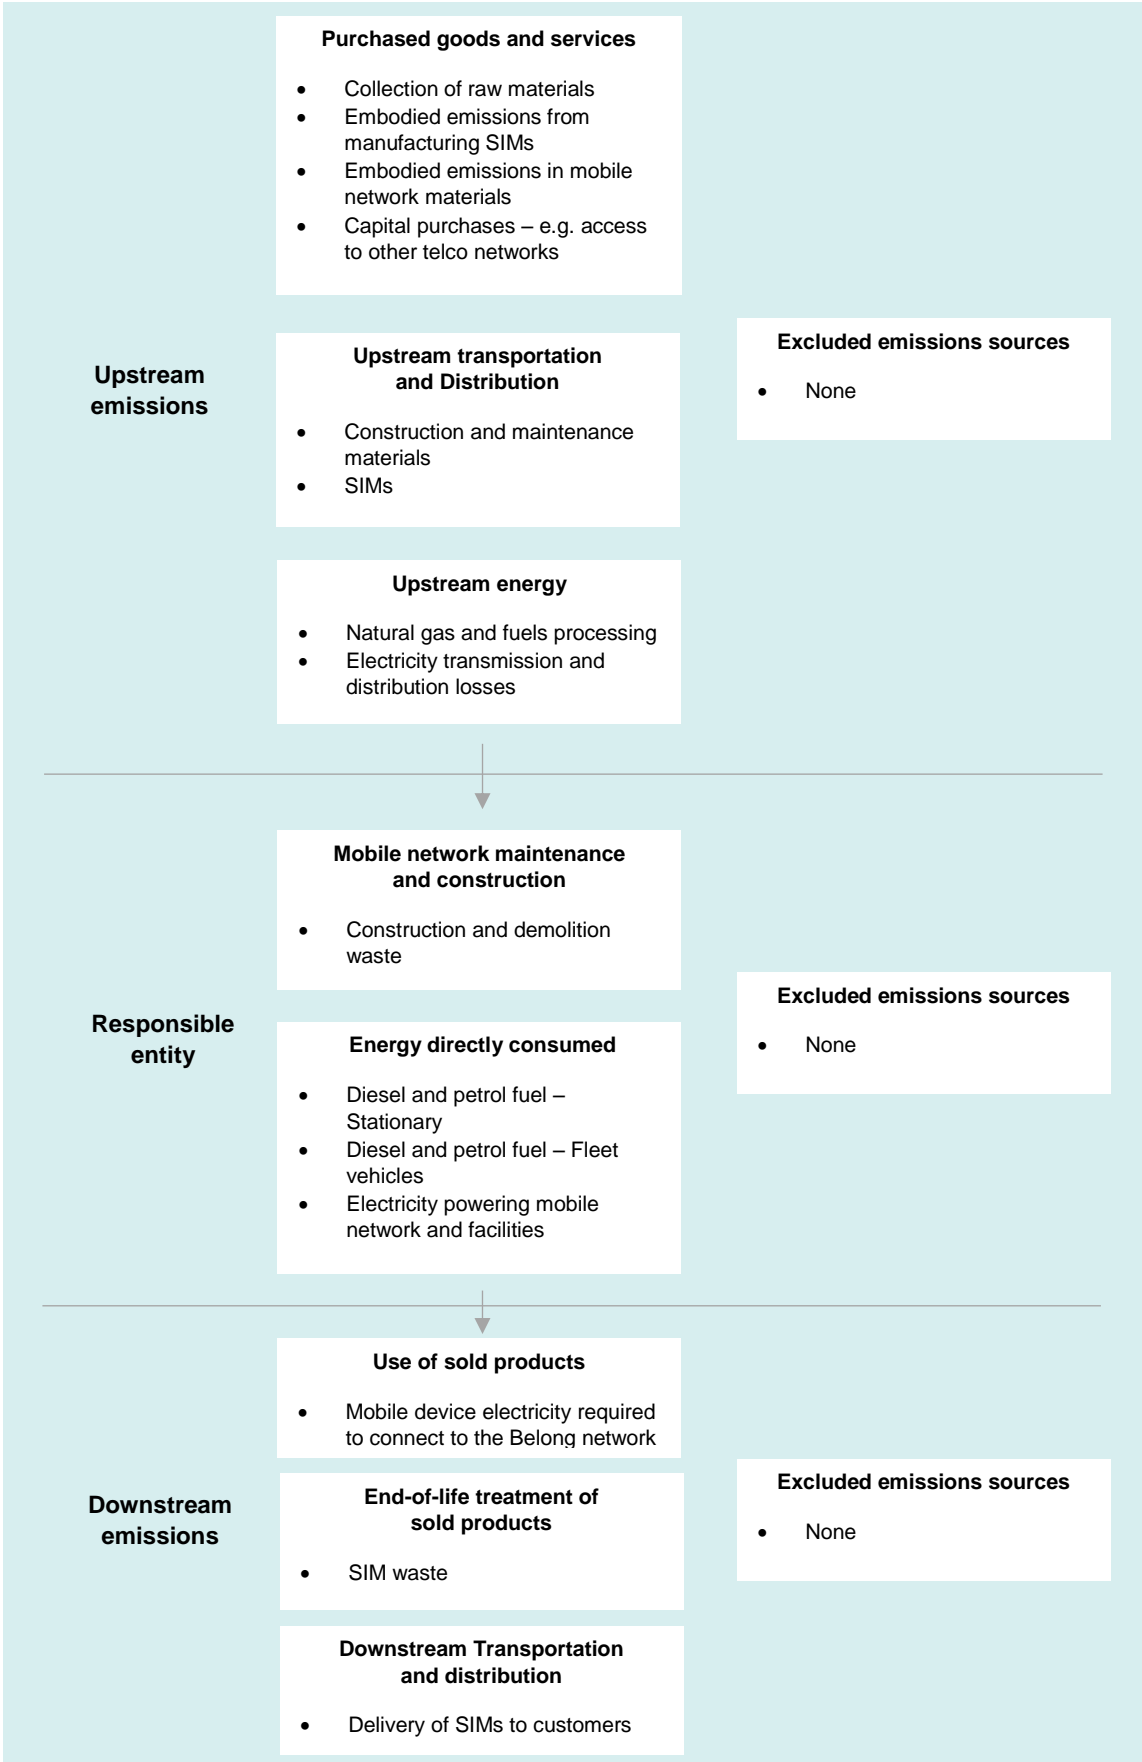 Purchased goods and services
• Collection of raw materials
• Embodied emissions from
manufacturing SIMs
• Embodied emissions in mobile
network materials
• Capital purchases – e.g. access
to other telco networks
Upstream
emissions
Upstream transportation
and Distribution
• Construction and maintenance
materials
• SIMs
Excluded emissions sources
• None
Upstream energy
• Natural gas and fuels processing
• Electricity transmission and
distribution losses
Mobile network maintenance
and construction
• Construction and demolition
waste
Responsible
entity
Energy directly consumed
• Diesel and petrol fuel –
Stationary
• Diesel and petrol fuel – Fleet
vehicles
• Electricity powering mobile
network and facilities
Excluded emissions sources
• None
Use of sold products
• Mobile device electricity required
to connect to the Belong network
Downstream
emissions
End-of-life treatment of
sold products
• SIM waste
Excluded emissions sources
• None
Downstream Transportation
and distribution
• Delivery of SIMs to customers